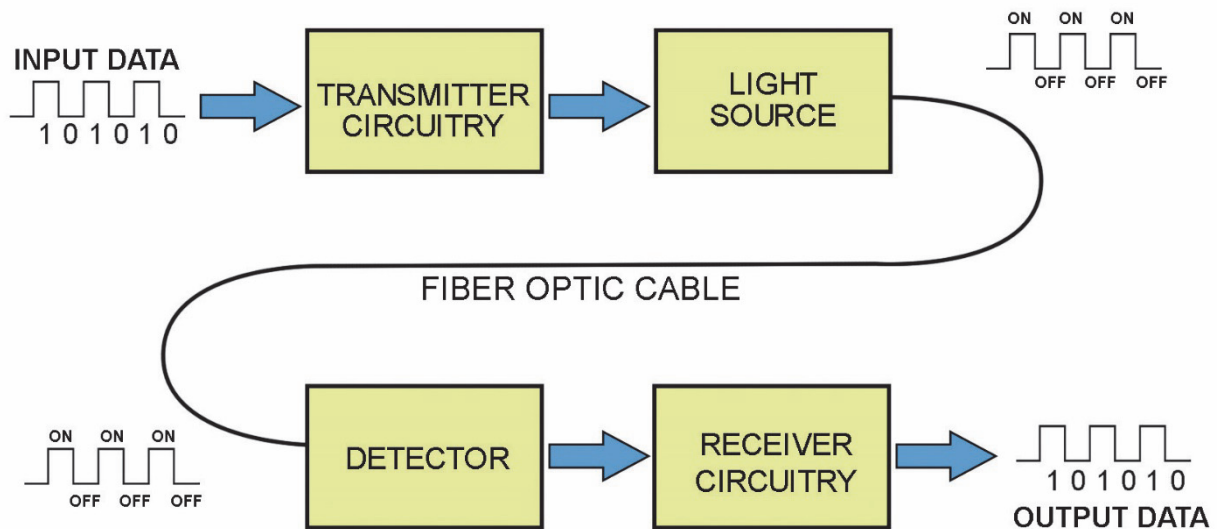 ON ON ON
OFF OFF OFF
INPUT DATA
1 0 1 0 1 0
TRANSMITTER
CIRCUITRY
LIGHT
SOURCE
FIBER OPTIC CABLE
ON ON ON
OFF OFF OFF
DETECTOR
RECEIVER
CIRCUITRY
1 0 1 0 1 0
OUTPUT DATA